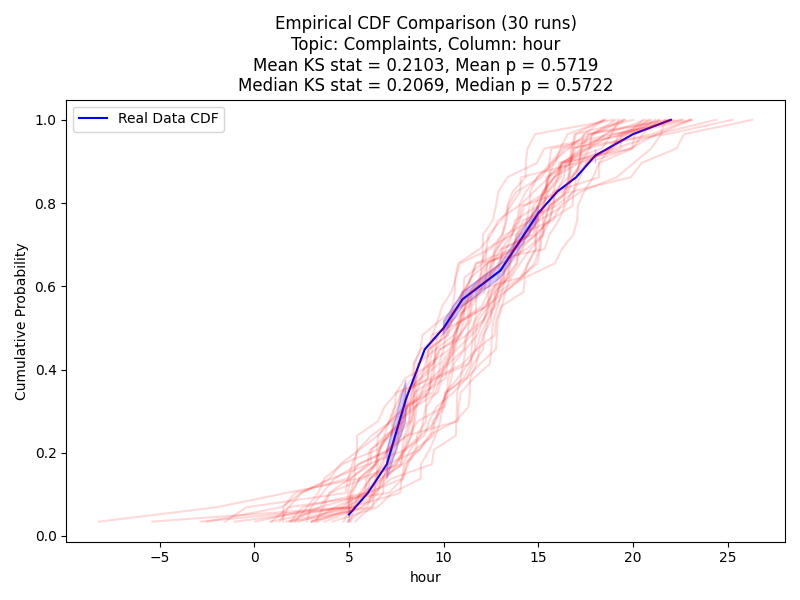 Empirical CDF Comparison (30 runs)
Topic: Complaints, Column: hour
Mean KS stat = 0.2103, Mean p = 0.5719
Median KS stat = 0.2069, Median p = 0.5722
Real Data CDF
Cumulative Probability
1.0
0.8
0.6
0.4
0.2
0.0
−5
0
5
10
15
20
25
hour